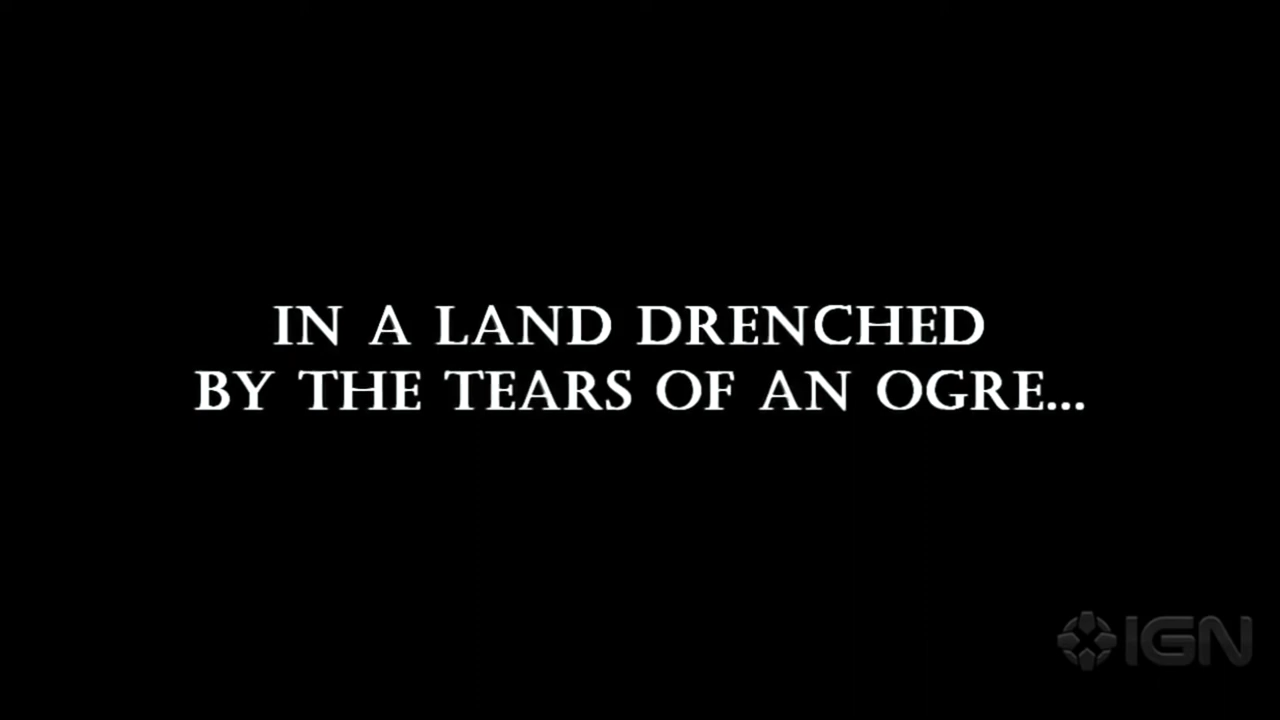 IN A LAND DRENCHED
BY THE TEARS OF AN OGRE...
IGN